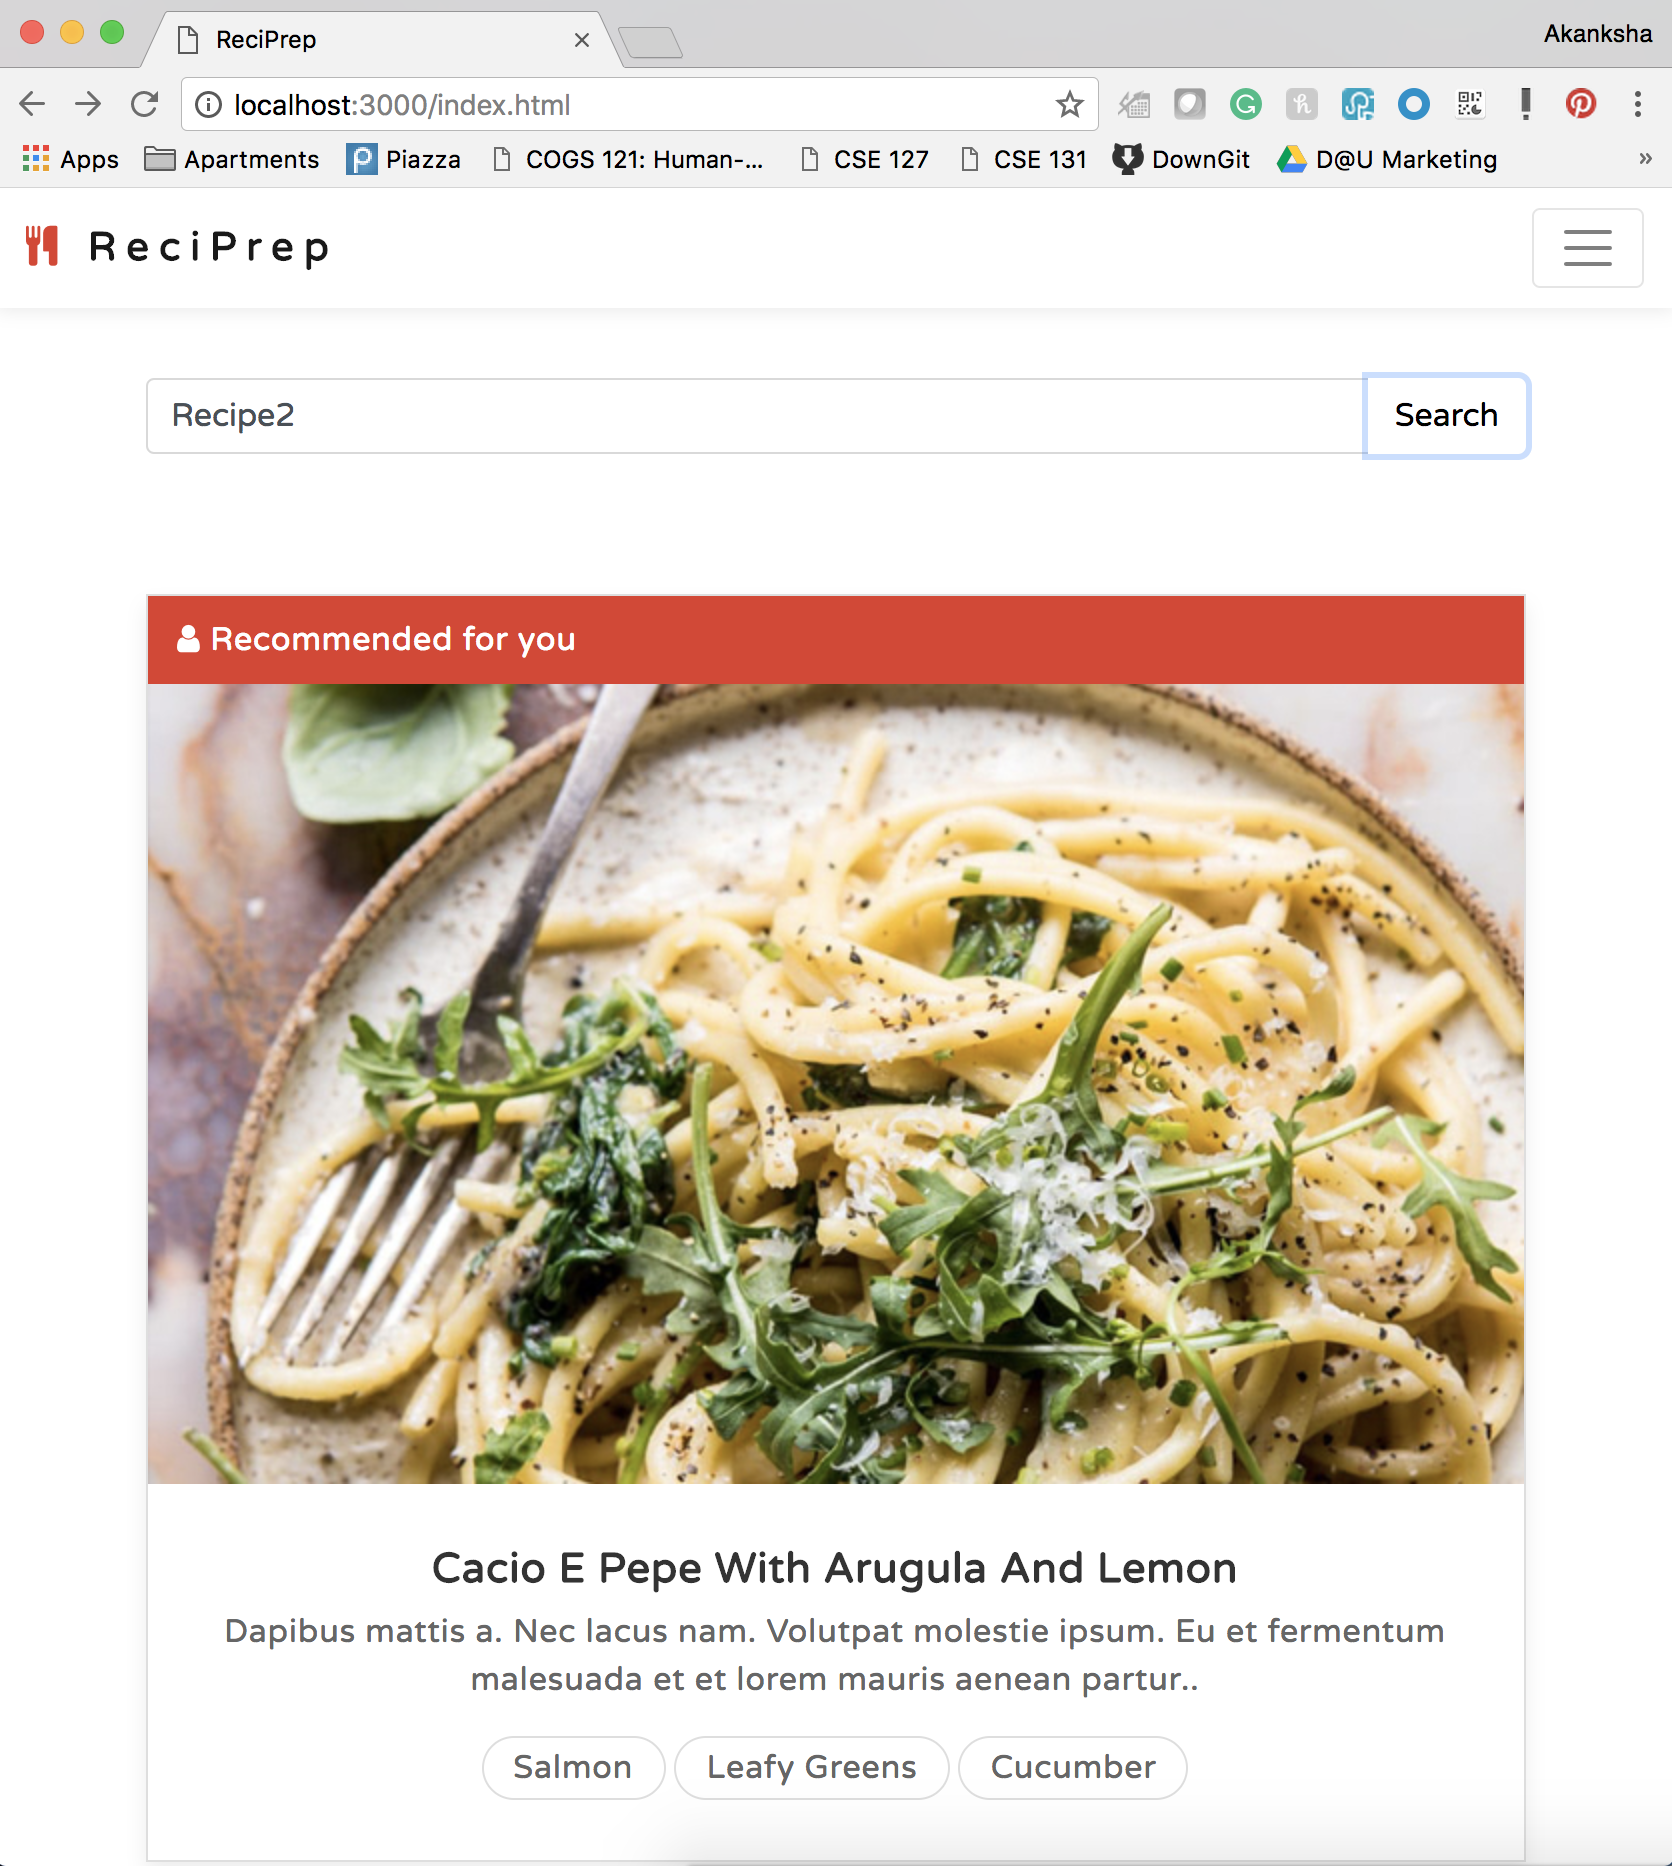 ReciPrep
Akanksha
localhost:3000/index.html
Apps Apartments Piazza COGS 121: Human-... CSE 127 CSE 131 DownGit D@U Marketing »
ReciPrep
Recipe2 Search
Recommended for you
Cacio E Pepe With Arugula And Lemon
Dapibus mattis a. Nec lacus nam. Volutpat molestie ipsum. Eu et fermentum
malesuada et et lorem mauris aenean partur..
Salmon Leafy Greens Cucumber